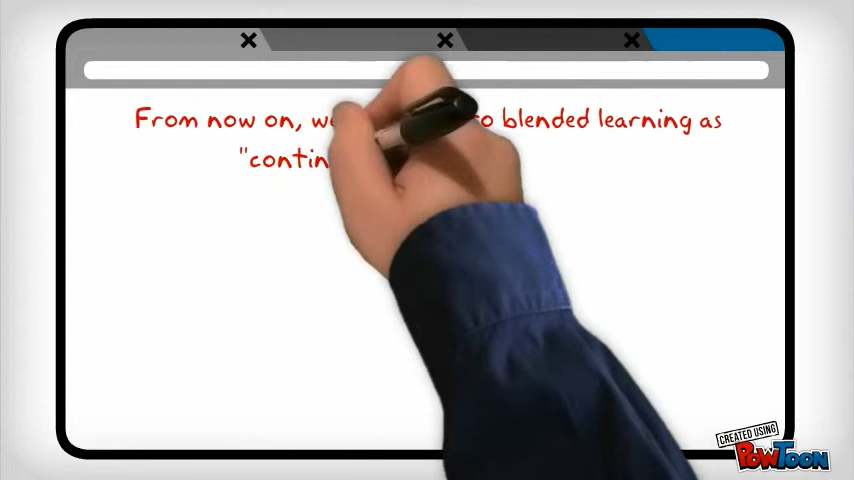 From now on, we blended learning as
"contin
CREATED USING
POWTOON